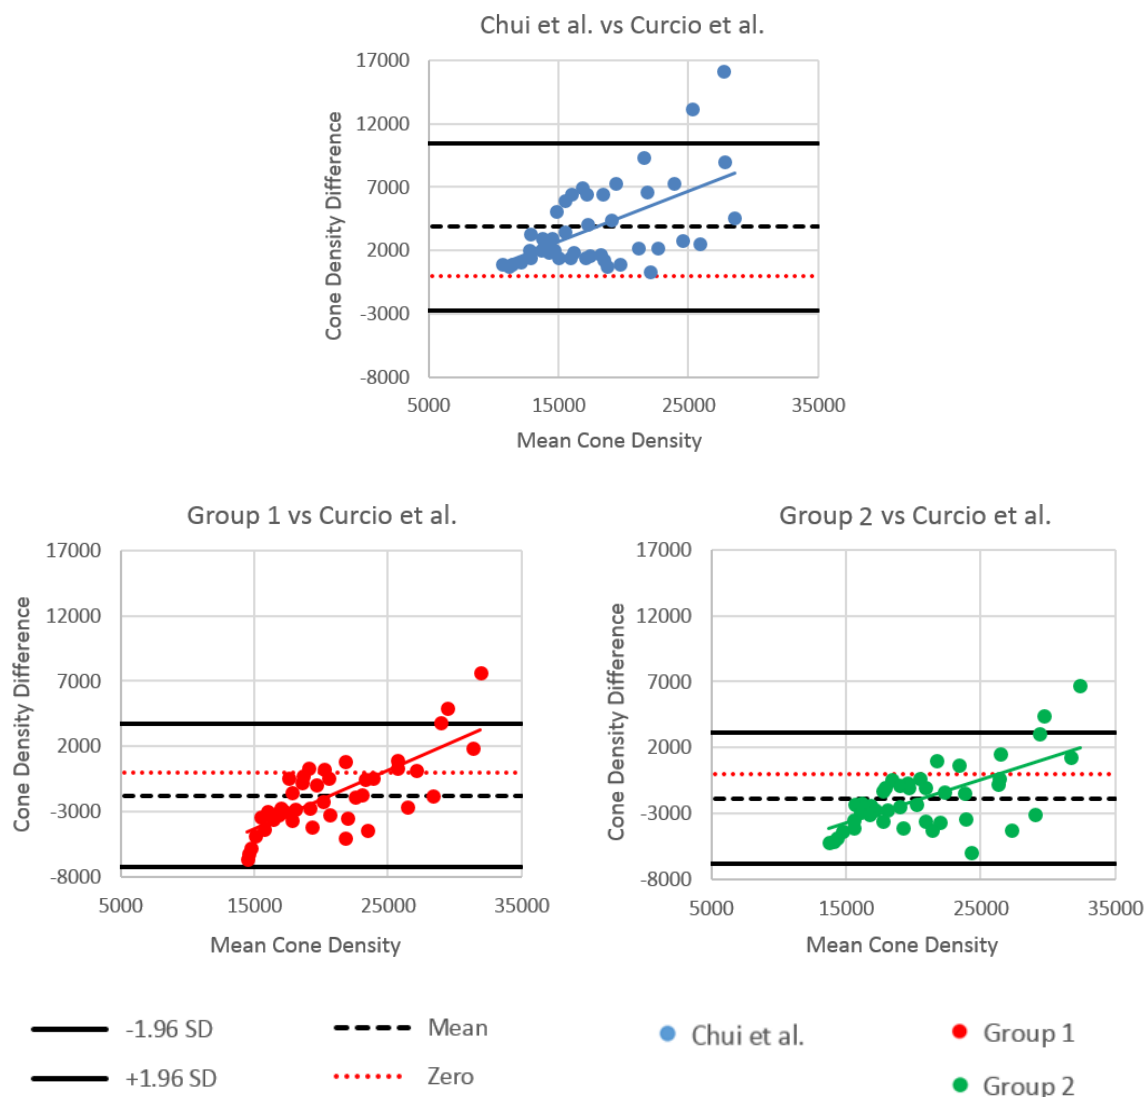 Chui et al. vs Curcio et al.
17000
12000
7000
2000
-3000
-8000
Cone Density Difference
5000 15000 25000 35000
Mean Cone Density
Group 1 vs Curcio et al.
17000
12000
7000
2000
-3000
-8000
Cone Density Difference
5000 15000 25000 35000
Mean Cone Density
Group 2 vs Curcio et al.
17000
12000
7000
2000
-3000
-8000
Cone Density Difference
5000 15000 25000 35000
Mean Cone Density
-1.96 SD
Mean
Chui et al.
Group 1
+1.96 SD
Zero
Group 2